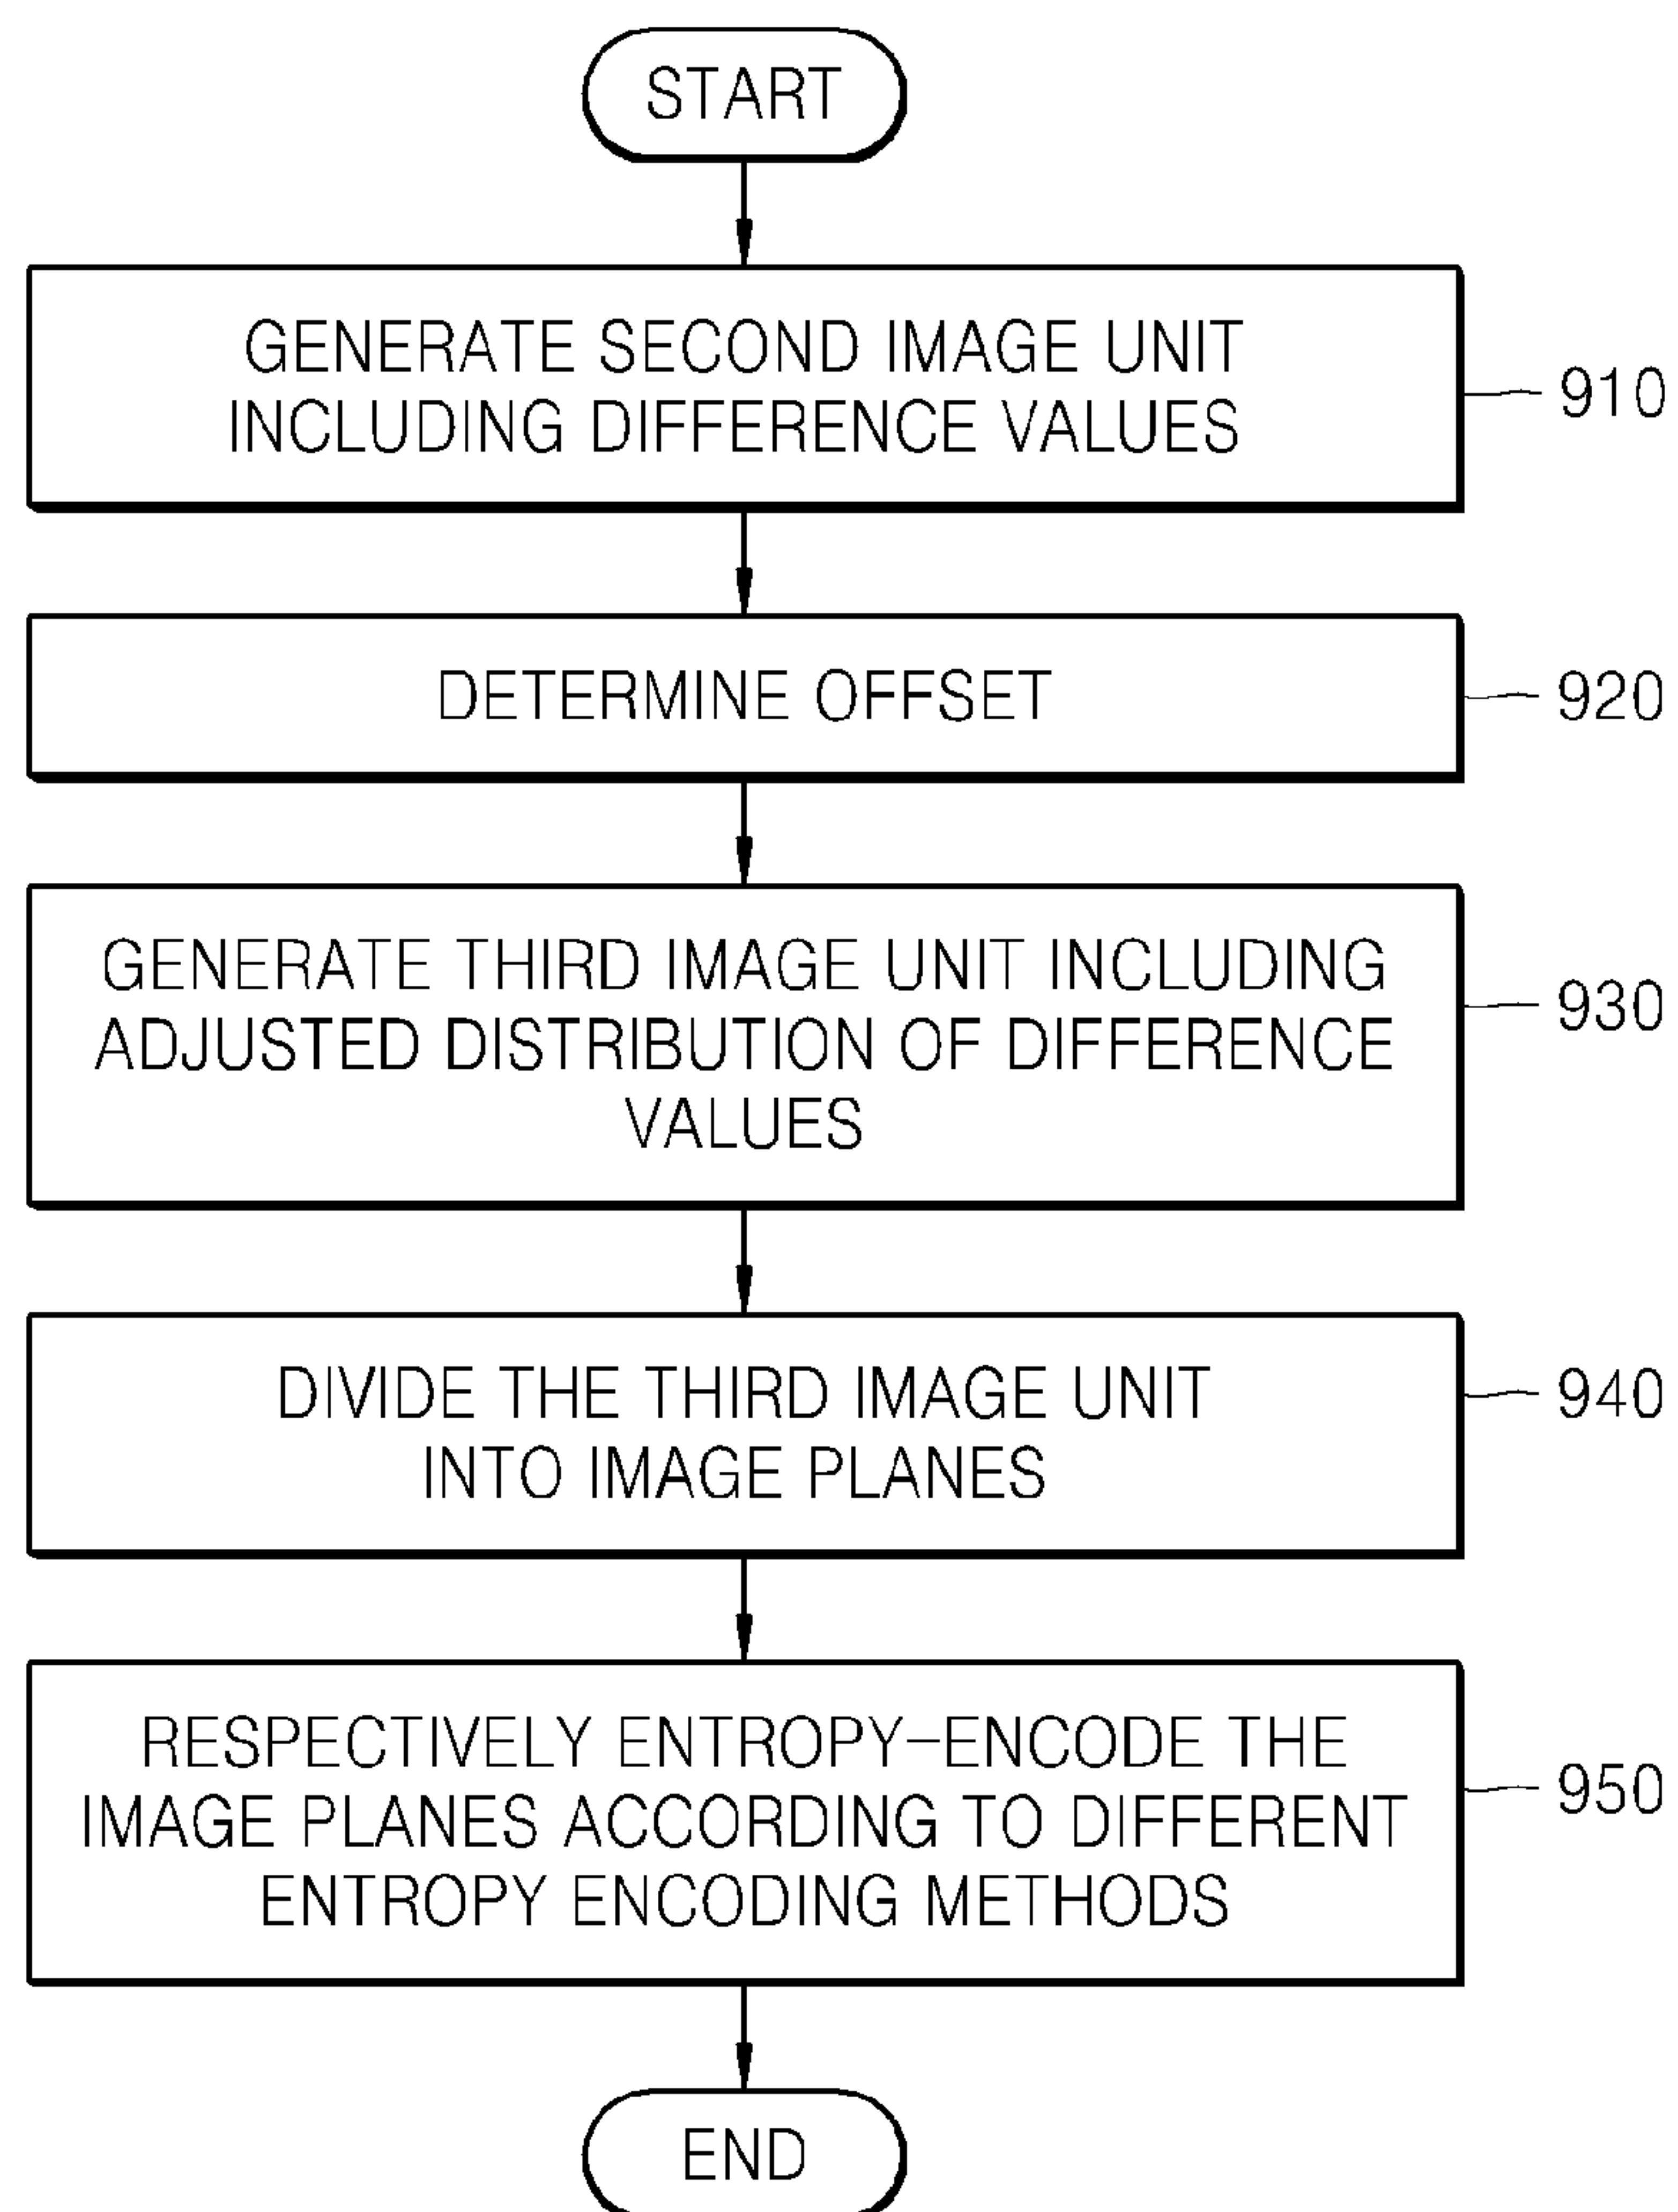 START
GENERATE SECOND IMAGE UNIT
INCLUDING DIFFERENCE VALUES
910
DETERMINE OFFSET
920
GENERATE THIRD IMAGE UNIT INCLUDING
ADJUSTED DISTRIBUTION OF DIFFERENCE
VALUES
930
DIVIDE THE THIRD IMAGE UNIT
INTO IMAGE PLANES
940
RESPECTIVELY ENTROPY-ENCODE THE
IMAGE PLANES ACCORDING TO DIFFERENT
ENTROPY ENCODING METHODS
950
END